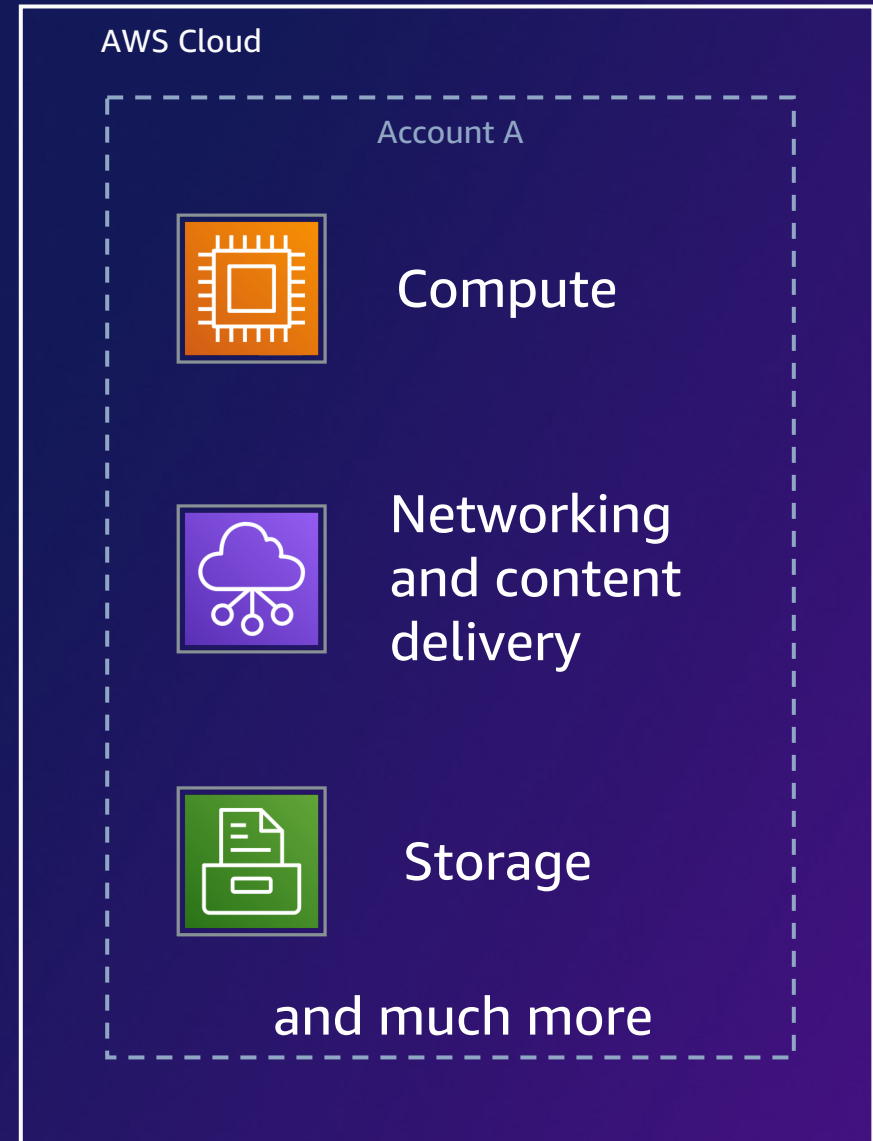 AWS Cloud
Account A
Compute
Networking
and content
delivery
Storage
and much more